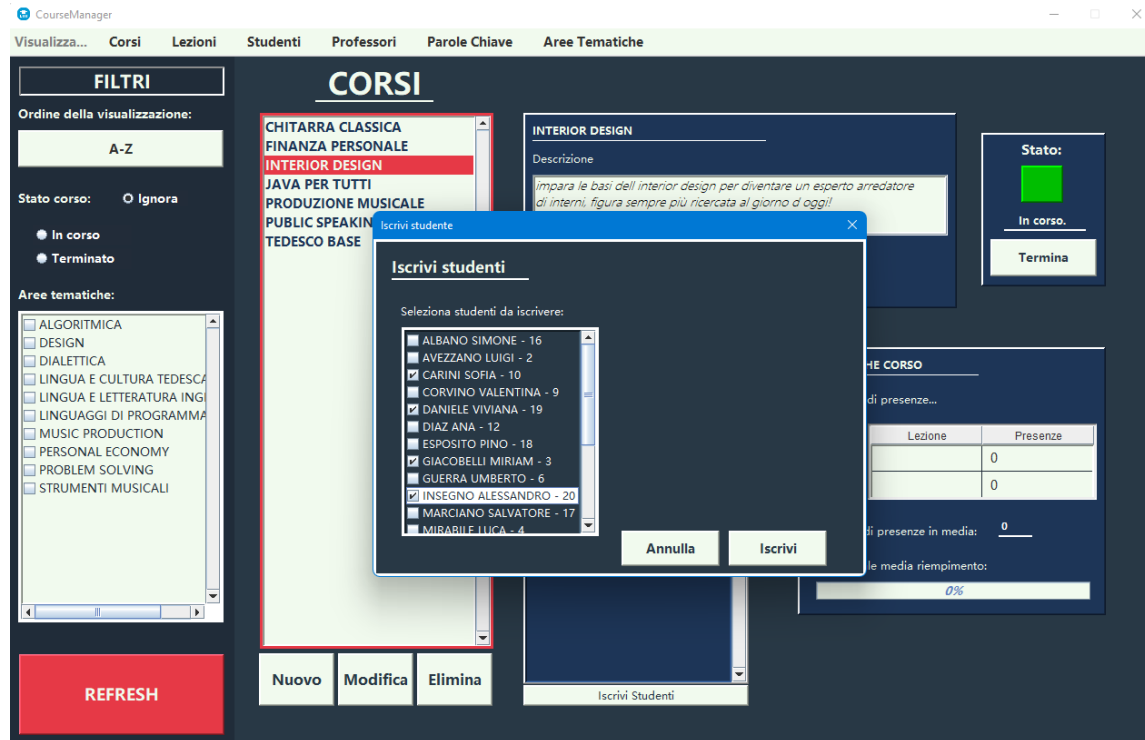 CourseManager
Visualizza... Corsi Lezioni Studenti Professori Parole Chiave Aree Tematiche
FILTRI
Ordine della visualizzazione:
A-Z
Stato corso: Ignora
In corso
Terminato
Aree tematiche:
ALGORITMICA
DESIGN
DIALETTICA
LINGUA E CULTURA TEDESCA
LINGUA E LETTERATURA ING
LINGUAGGI DI PROGRAMMA
MUSIC PRODUCTION
PERSONAL ECONOMY
PROBLEM SOLVING
STRUMENTI MUSICALI
REFRESH
CORSI
CHITARRA CLASSICA
FINANZA PERSONALE
INTERIOR DESIGN
JAVA PER TUTTI
PRODUZIONE MUSICALE
PUBLIC SPEAKIN
TEDESCO BASE
Nuovo Modifica Elimina
INTERIOR DESIGN
Descrizione
impara le basi dell interior design per diventare un esperto arredatore
di interni, figura sempre più ricercata al giorno d oggi!
Stato:
In corso.
Termina
Iscrivi studente
Iscrivi studenti
Seleziona studenti da iscrivere:
ALBANO SIMONE - 16
AVEZZANO LUIGI - 2
CARINI SOFIA - 10
CORVINO VALENTINA - 9
DANIELE VIVIANA - 19
DIAZ ANA - 12
ESPOSITO PINO - 18
GIACOBELLI MIRIAM - 3
GUERRA UMBERTO - 6
INSEGNO ALESSANDRO - 20
MARCIANO SALVATORE - 17
MIRABILE LUCA - 4
Annulla Iscrivi
HE CORSO
di presenze...
Lezione Presenze
0
0
di presenze in media: 0
le media riempimento:
0%
Iscrivi Studenti